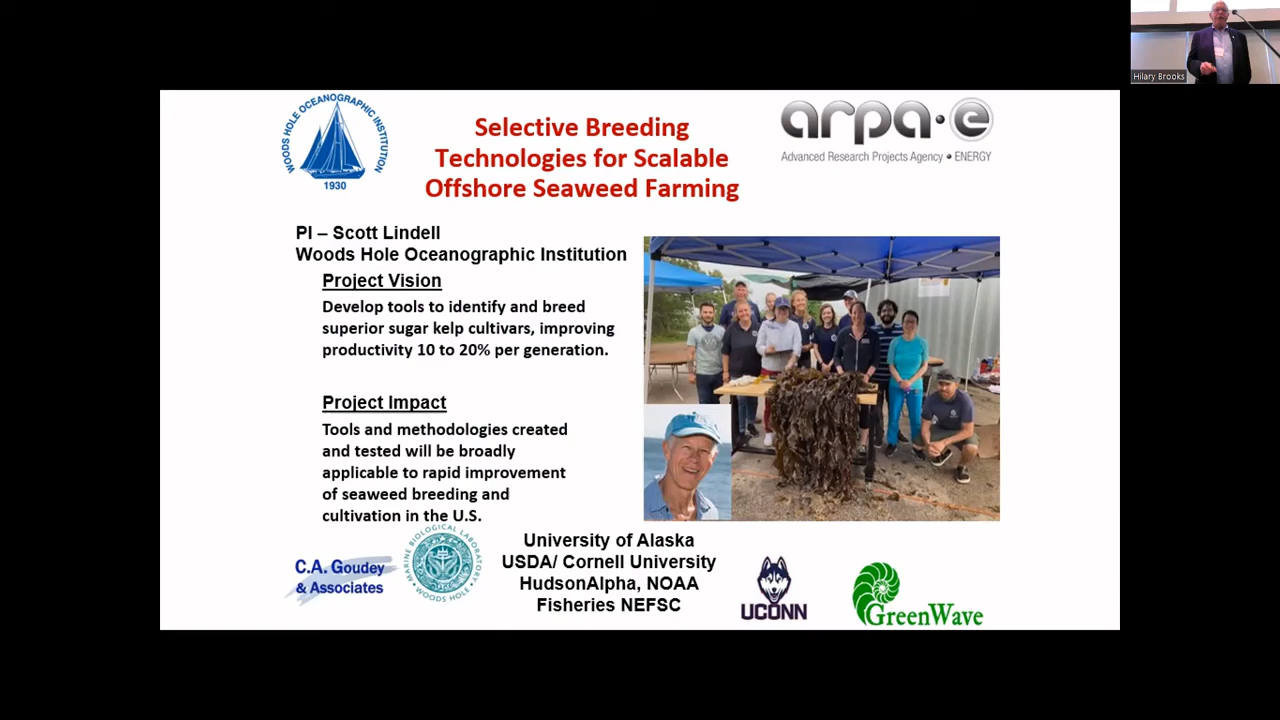 Hilary Brooks
WOODS HOLE OCEANOGRAPHIC INSTITUTION
1930
Selective Breeding
Technologies for Scalable
Offshore Seaweed Farming
arpa·e
Advanced Research Projects Agency • ENERGY
PI – Scott Lindell
Woods Hole Oceanographic Institution
Project Vision
Develop tools to identify and breed
superior sugar kelp cultivars, improving
productivity 10 to 20% per generation.
Project Impact
Tools and methodologies created
and tested will be broadly
applicable to rapid improvement
of seaweed breeding and
cultivation in the U.S.
C.A. Goudey
& Associates
MARINE BIOLOGICAL LABORATORY
WOODS HOLE
University of Alaska
USDA/ Cornell University
HudsonAlpha, NOAA
Fisheries NEFSC
UCONN
GreenWave